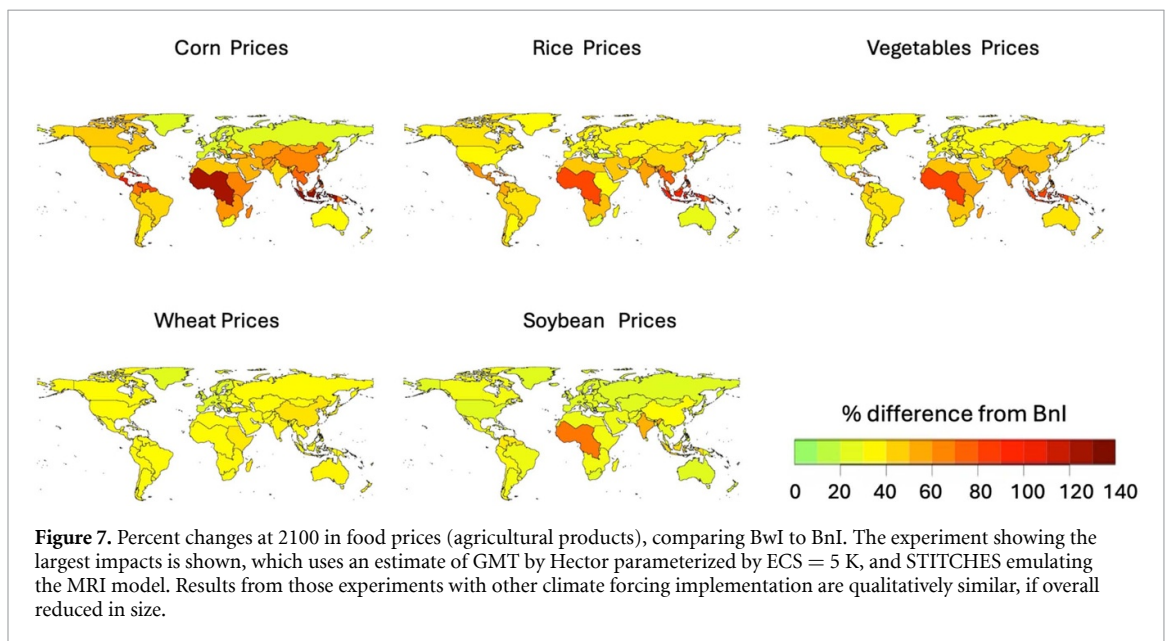 Corn Prices
Rice Prices
Vegetables Prices
Wheat Prices
Soybean Prices
% difference from BnI
0 20 40 60 80 100 120 140
Figure 7. Percent changes at 2100 in food prices (agricultural products), comparing BwI to BnI. The experiment showing the
largest impacts is shown, which uses an estimate of GMT by Hector parameterized by ECS = 5 K, and STITCHES emulating
the MRI model. Results from those experiments with other climate forcing implementation are qualitatively similar, if overall
reduced in size.